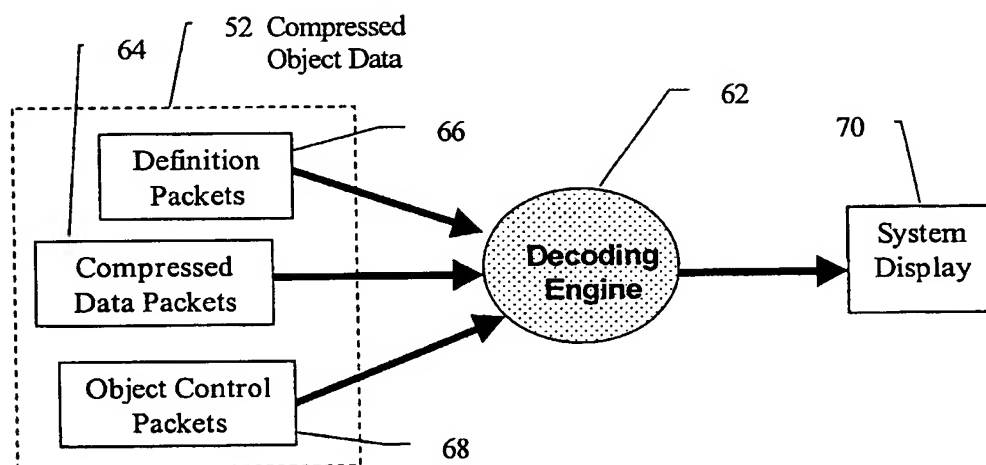 52 Compressed
Object Data
64
66
62
70
Definition
Packets
Compressed
Data Packets
Object Control
Packets
68
Decoding
Engine
System
Display